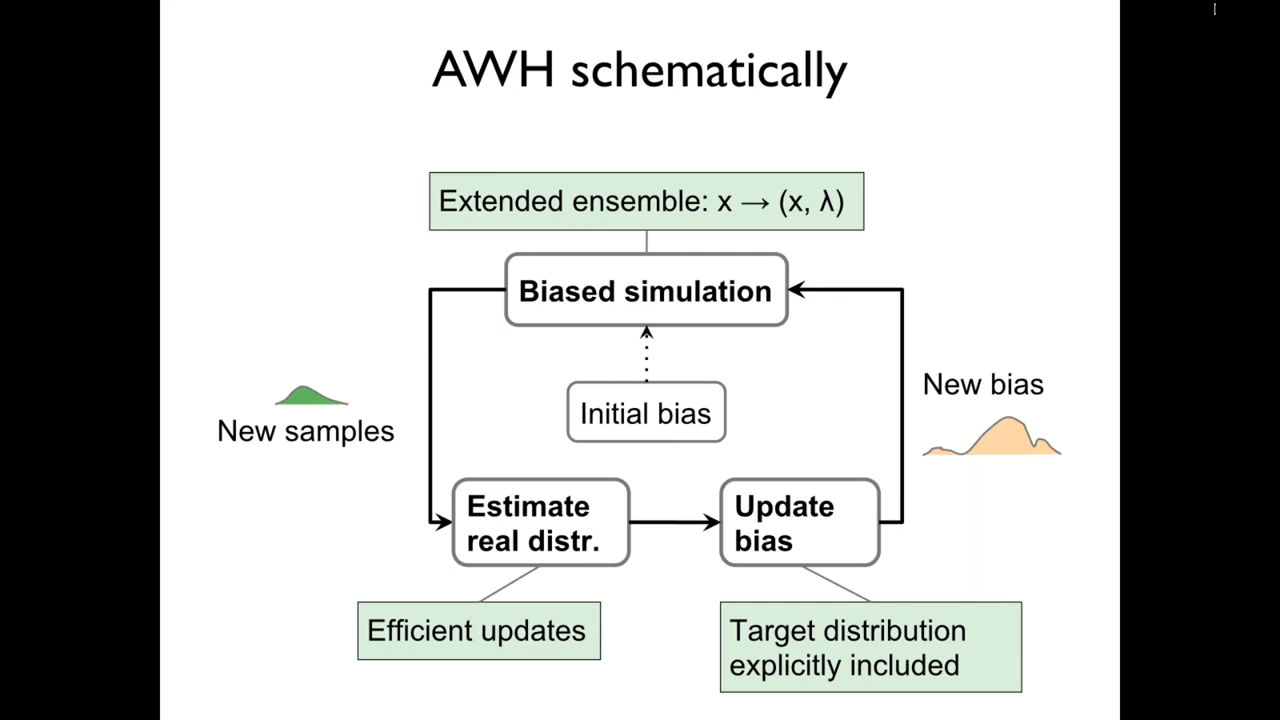 AWH schematically
Extended ensemble: x → (x, λ)
Biased simulation
New bias
Initial bias
New samples
Estimate
real distr.
Update
bias
Efficient updates
Target distribution
explicitly included